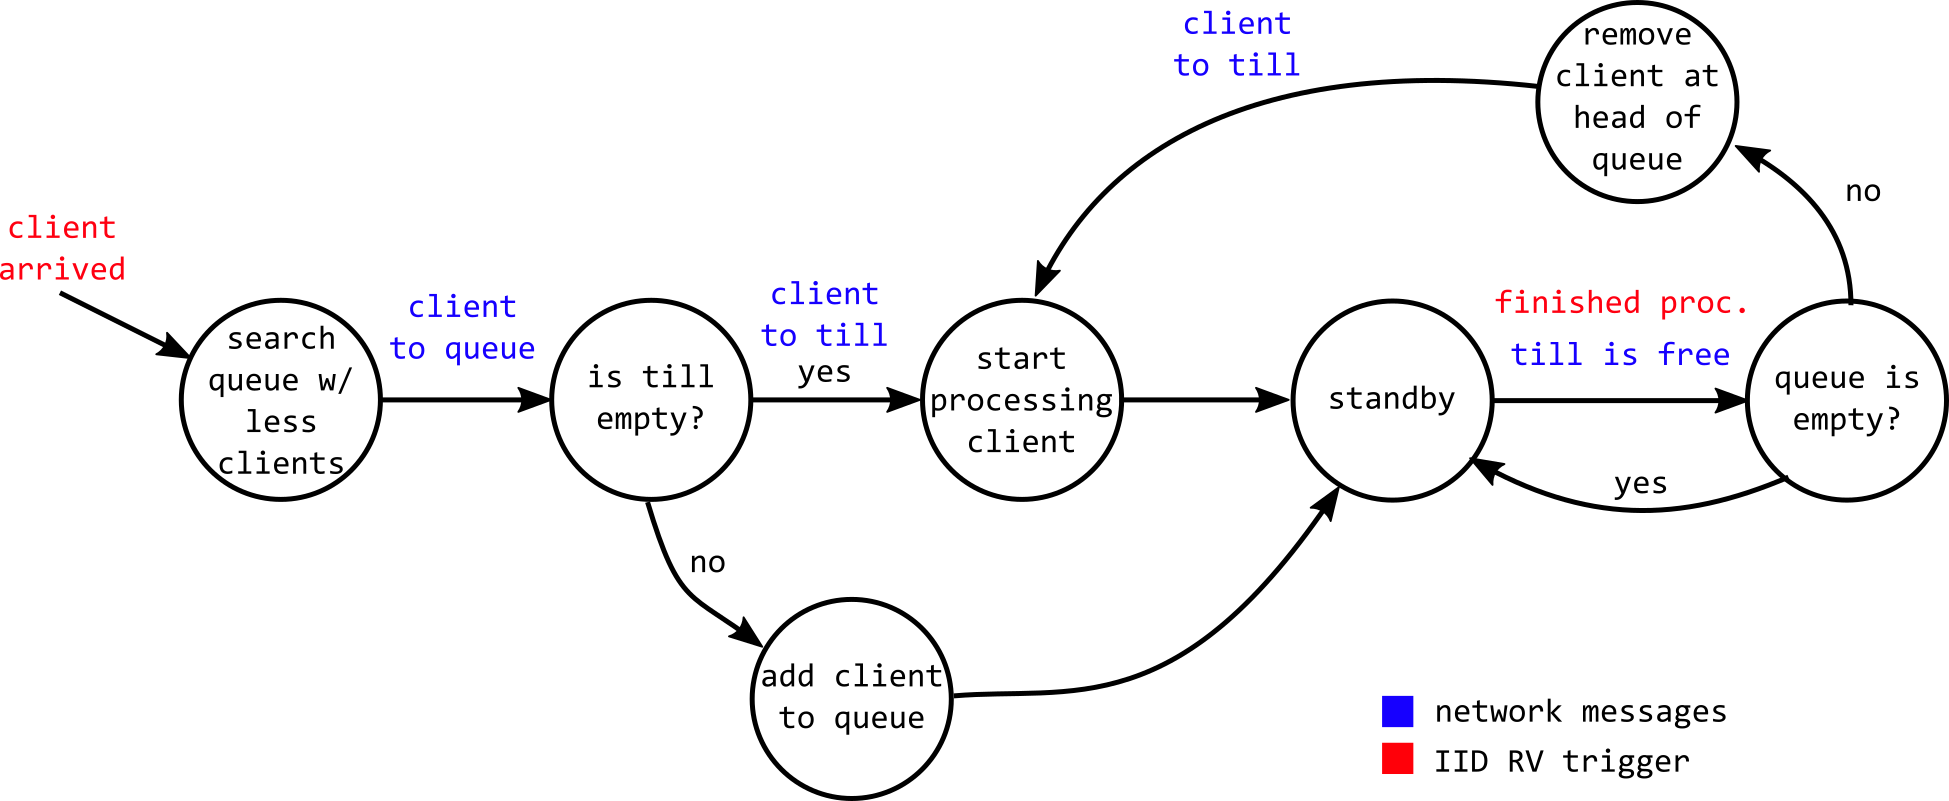 client
to till
remove
client at
head of
queue
no
client
arrived
search
queue w/
less
clients
client
to queue
is till
empty?
client
to till
yes
start
processing
client
standby
finished proc.
till is free
queue is
empty?
yes
no
add client
to queue
network messages
IID RV trigger